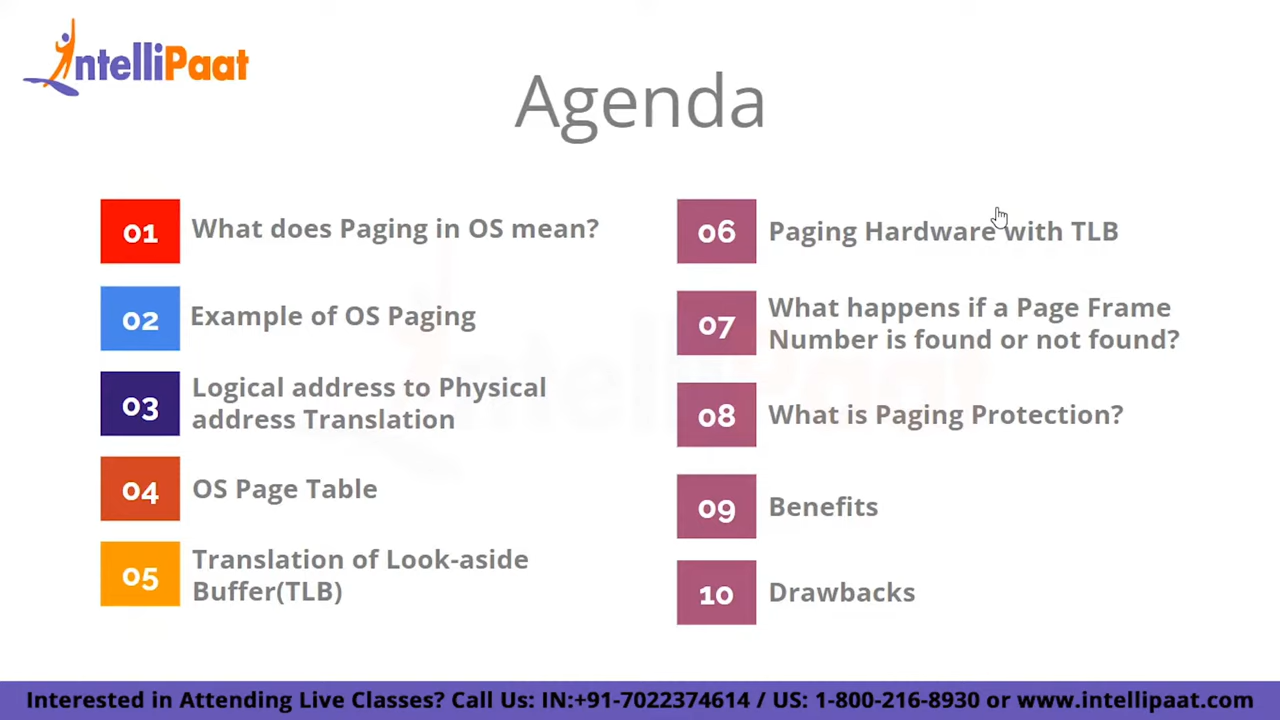 IntelliPaat
Agenda
01 What does Paging in OS mean?
02 Example of OS Paging
03 Logical address to Physical
address Translation
04 OS Page Table
05 Translation of Look-aside
Buffer(TLB)
06 Paging Hardware with TLB
07 What happens if a Page Frame
Number is found or not found?
08 What is Paging Protection?
09 Benefits
10 Drawbacks
IntelliPaat
Interested in Attending Live Classes? Call Us: IN:+91-7022374614 / US: 1-800-216-8930 or www.intellipaat.com